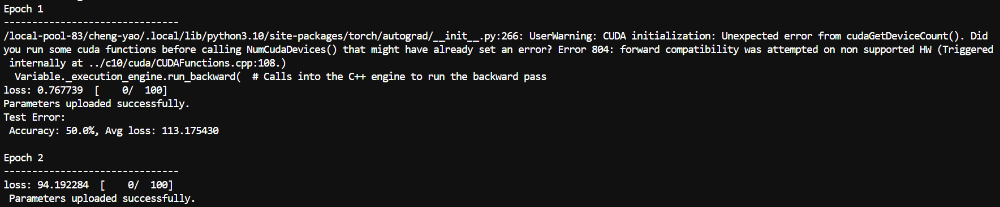 Epoch 1
-------------------------------
/local-pool-83/cheng-yao/.local/lib/python3.10/site-packages/torch/autograd/__init__.py:266: UserWarning: CUDA initialization: Unexpected error from cudaGetDeviceCount(). Did
you run some cuda functions before calling NumCudaDevices() that might have already set an error? Error 804: forward compatibility was attempted on non supported HW (Triggered
internally at ../c10/cuda/CUDAFunctions.cpp:108.)
Variable._execution_engine.run_backward(  # Calls into the C++ engine to run the backward pass
loss: 0.767739  [    0/  100]
Parameters uploaded successfully.
Test Error:
Accuracy: 50.0%, Avg loss: 113.175430
Epoch 2
-------------------------------
loss: 94.192284  [    0/  100]
Parameters uploaded successfully.